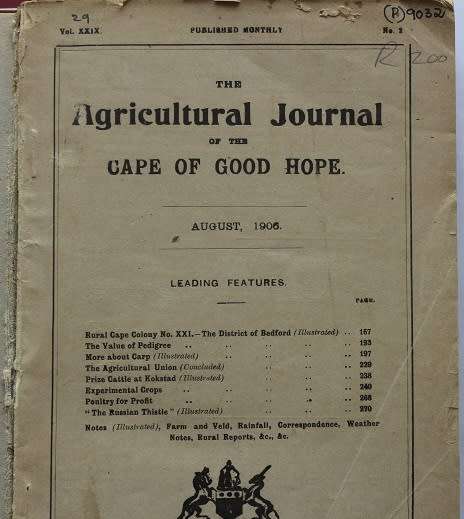 29
(P) 9032
Vol. XXIX. PUBLISHED MONTHLY No. 2
R 200
THE
Agricultural Journal
OF THE
CAPE OF GOOD HOPE.
AUGUST, 1906.
LEADING FEATURES.
PAGE.
Rural Cape Colony No. XXI.—The District of Bedford (Illustrated) .. 167
The Value of Pedigree .. .. .. .. .. 193
More about Carp (Illustrated) .. .. .. .. 197
The Agricultural Union (Concluded) .. .. .. 229
Prize Cattle at Kokstad (Illustrated) .. .. .. 238
Experimental Crops .. .. .. .. .. 240
Poultry for Profit .. .. .. .. .. 268
"The Russian Thistle" (Illustrated) .. .. .. 270
Notes (Illustrated), Farm and Veld, Rainfall, Correspondence, Weather
Notes, Rural Reports, &c., &c.